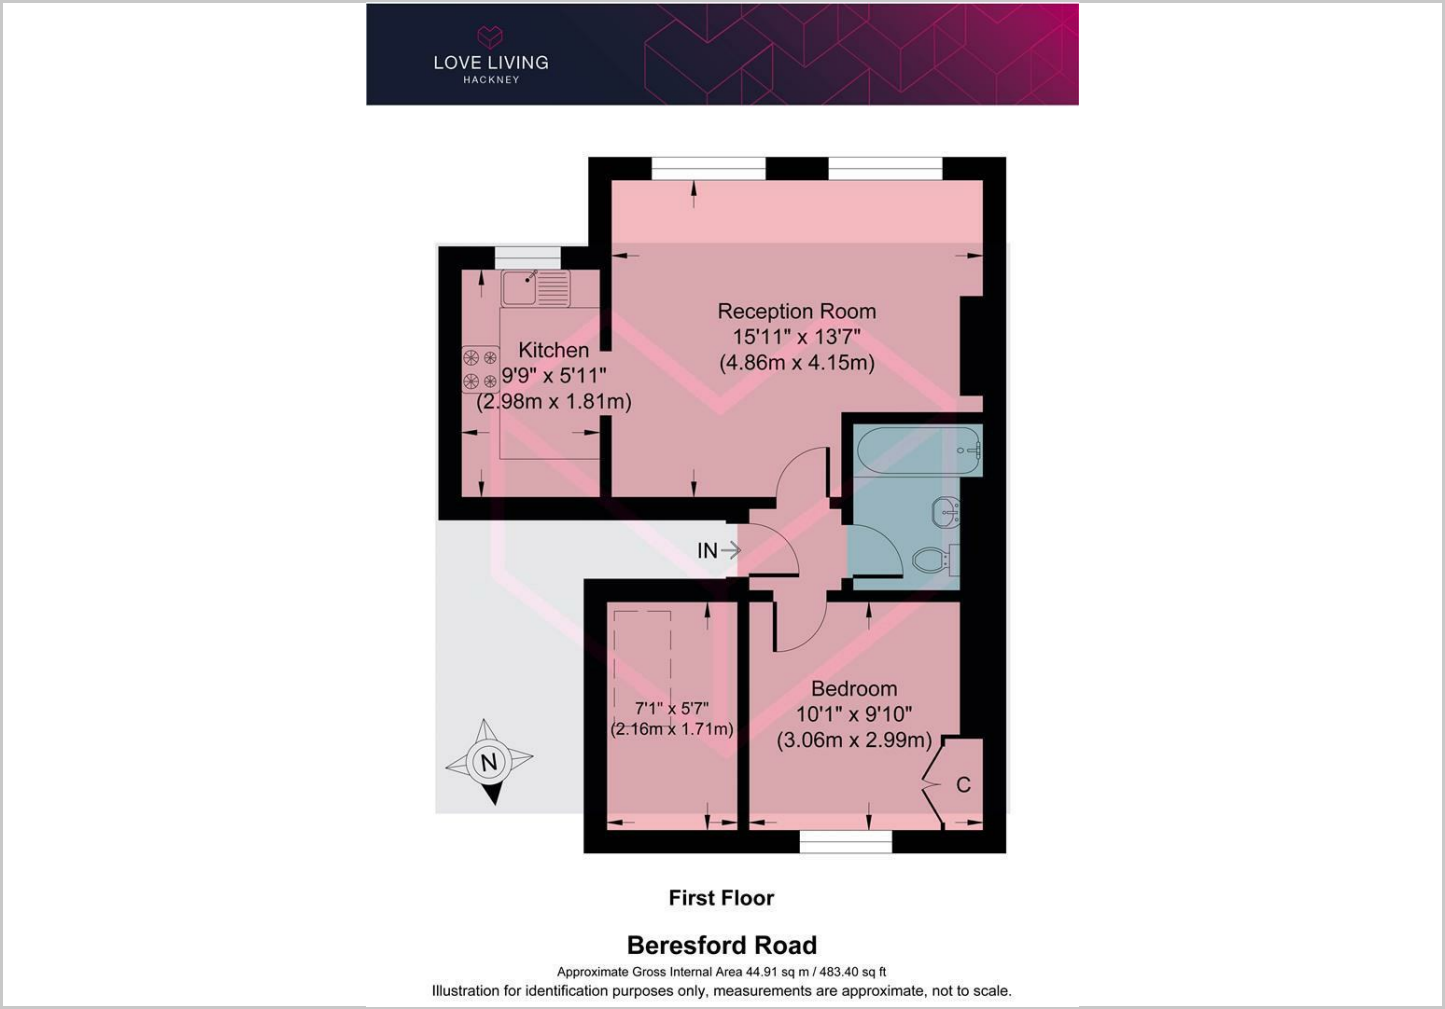 LOVE LIVING
HACKNEY
Reception Room
15'11" x 13'7"
(4.86m x 4.15m)
Kitchen
9'9" x 5'11"
(2.98m x 1.81m)
IN
7'1" x 5'7"
(2.16m x 1.71m)
Bedroom
10'1" x 9'10"
(3.06m x 2.99m)
C
N
First Floor
Beresford Road
Approximate Gross Internal Area 44.91 sq m / 483.40 sq ft
Illustration for identification purposes only, measurements are approximate, not to scale.